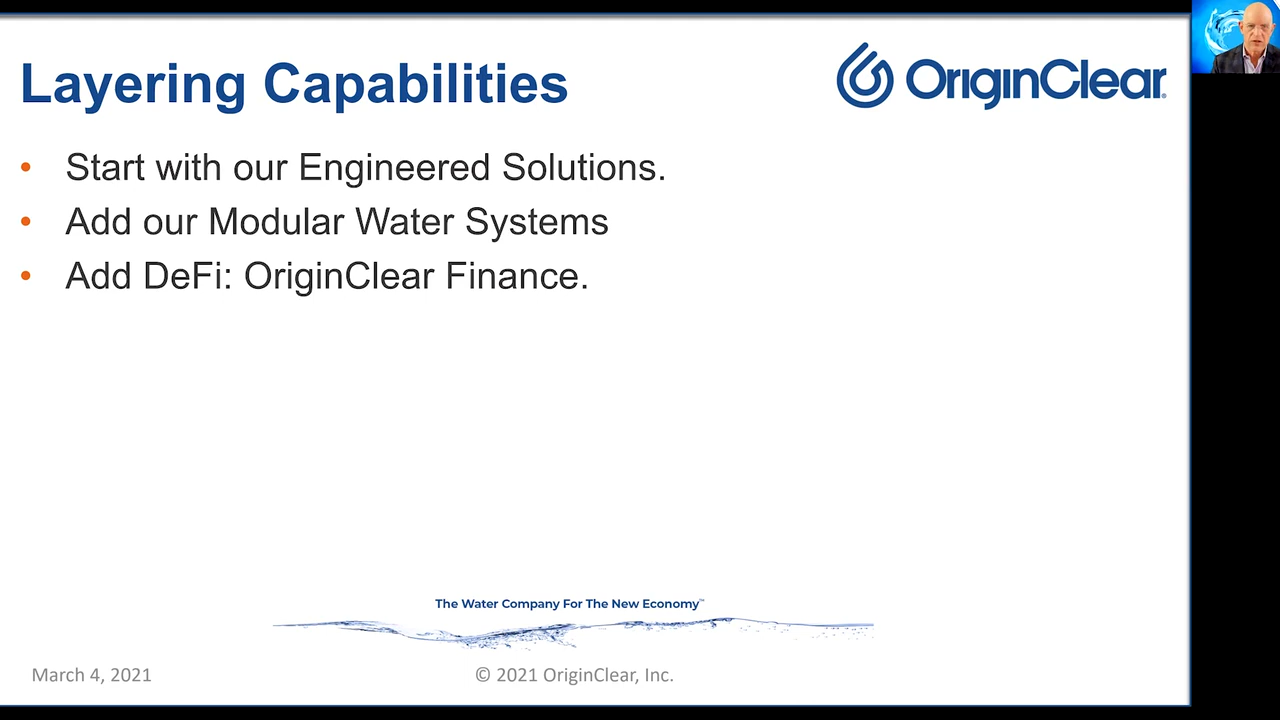 Layering Capabilities
OriginClear®
• Start with our Engineered Solutions.
• Add our Modular Water Systems
• Add DeFi: OriginClear Finance.
The Water Company For The New Economy™
March 4, 2021
© 2021 OriginClear, Inc.